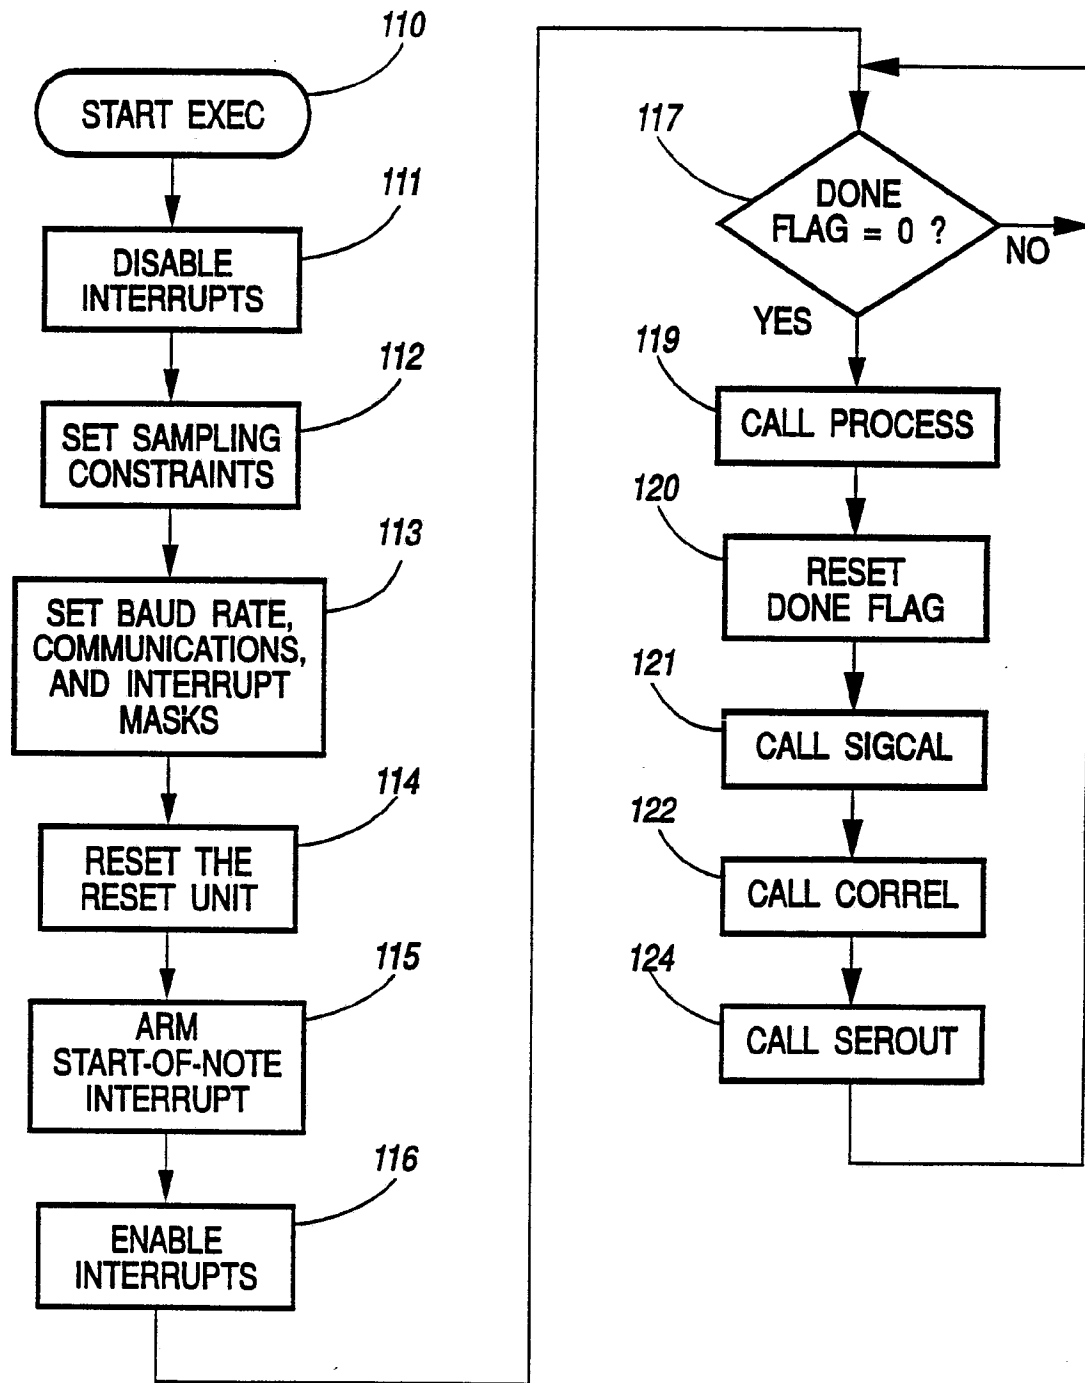 110
START EXEC
111
DISABLE
INTERRUPTS
112
SET SAMPLING
CONSTRAINTS
113
SET BAUD RATE,
COMMUNICATIONS,
AND INTERRUPT
MASKS
114
RESET THE
RESET UNIT
115
ARM
START-OF-NOTE
INTERRUPT
116
ENABLE
INTERRUPTS
117
DONE
FLAG = 0 ?
NO
YES
119
CALL PROCESS
120
RESET
DONE FLAG
121
CALL SIGCAL
122
CALL CORREL
124
CALL SEROUT